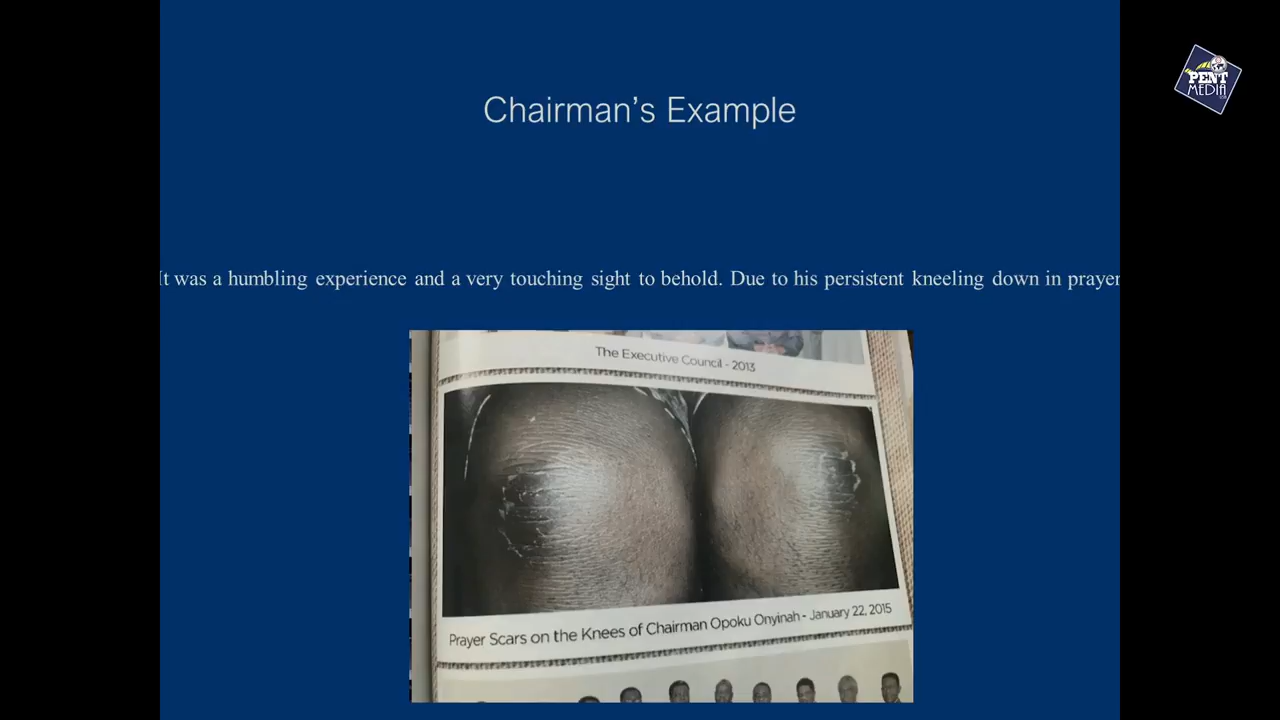 PENT
MEDIA
Chairman's Example
It was a humbling experience and a very touching sight to behold. Due to his persistent kneeling down in prayer
The Executive Council - 2013
Prayer Scars on the Knees of Chairman Opoku Onyinah - January 22, 2015